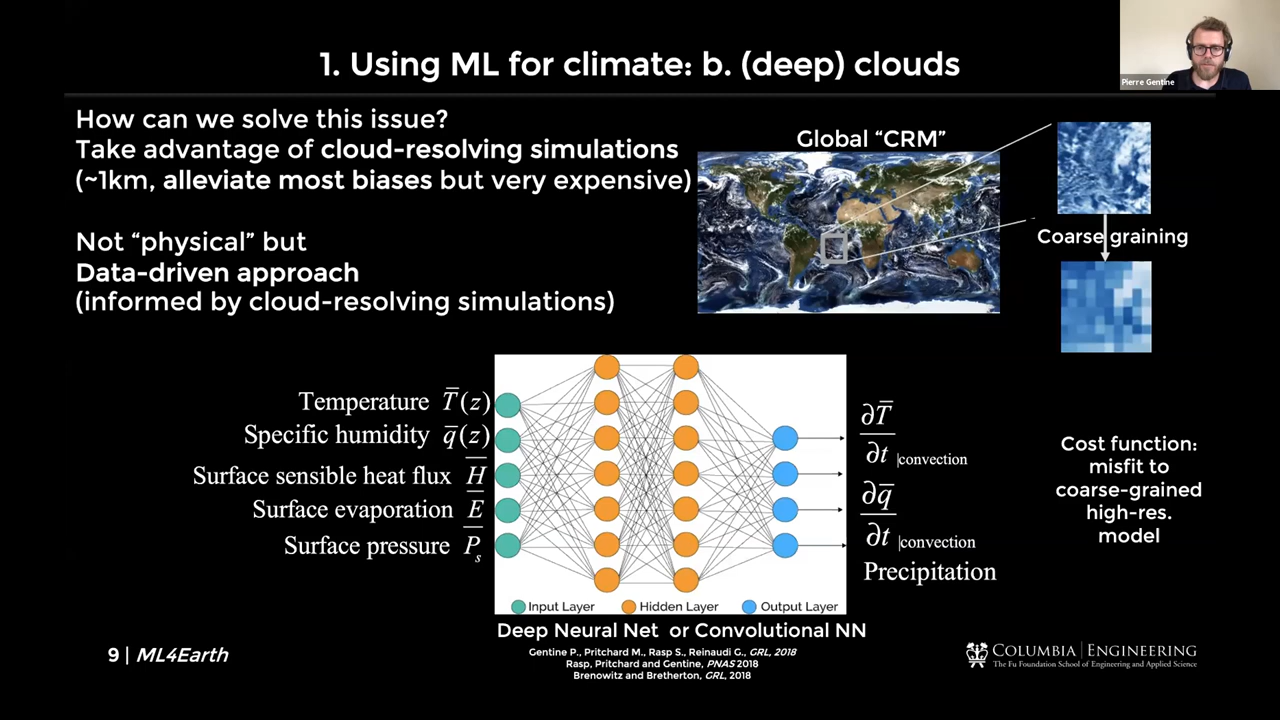 1. Using ML for climate: b. (deep) clouds
Pierre Gentine
How can we solve this issue?
Take advantage of cloud-resolving simulations
(~1km, alleviate most biases but very expensive)
Not “physical” but
Data-driven approach
(informed by cloud-resolving simulations)
Global “CRM”
Coarse graining
Temperature T̅(z)
Specific humidity q̅(z)
Surface sensible heat flux H̅
Surface evaporation E̅
Surface pressure P̅s
∂T̅
∂t |convection
∂q̅
∂t |convection
Precipitation
Cost function:
misfit to
coarse-grained
high-res.
model
Input Layer Hidden Layer Output Layer
Deep Neural Net or Convolutional NN
Gentine P., Pritchard M., Rasp S., Reinaudi G., GRL, 2018
Rasp, Pritchard and Gentine, PNAS 2018
Brenowitz and Bretherton, GRL, 2018
9 | ML4Earth
COLUMBIA | ENGINEERING
The Fu Foundation School of Engineering and Applied Science